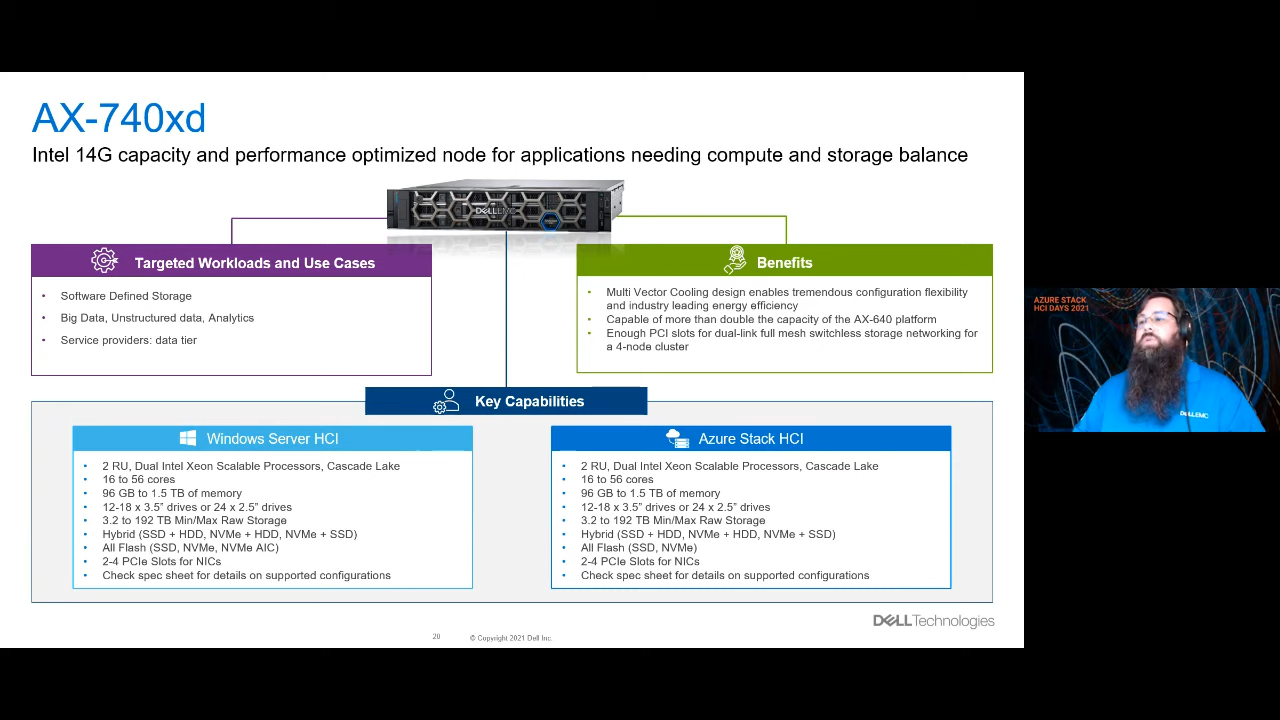 AX-740xd
Intel 14G capacity and performance optimized node for applications needing compute and storage balance
DELLEMC
Targeted Workloads and Use Cases
• Software Defined Storage
• Big Data, Unstructured data, Analytics
• Service providers: data tier
Benefits
• Multi Vector Cooling design enables tremendous configuration flexibility
and industry leading energy efficiency
• Capable of more than double the capacity of the AX-640 platform
• Enough PCI slots for dual-link full mesh switchless storage networking for
a 4-node cluster
Key Capabilities
Windows Server HCI
• 2 RU, Dual Intel Xeon Scalable Processors, Cascade Lake
• 16 to 56 cores
• 96 GB to 1.5 TB of memory
• 12-18 x 3.5” drives or 24 x 2.5” drives
• 3.2 to 192 TB Min/Max Raw Storage
• Hybrid (SSD + HDD, NVMe + HDD, NVMe + SSD)
• All Flash (SSD, NVMe, NVMe AIC)
• 2-4 PCIe Slots for NICs
• Check spec sheet for details on supported configurations
Azure Stack HCI
• 2 RU, Dual Intel Xeon Scalable Processors, Cascade Lake
• 16 to 56 cores
• 96 GB to 1.5 TB of memory
• 12-18 x 3.5” drives or 24 x 2.5” drives
• 3.2 to 192 TB Min/Max Raw Storage
• Hybrid (SSD + HDD, NVMe + HDD, NVMe + SSD)
• All Flash (SSD, NVMe)
• 2-4 PCIe Slots for NICs
• Check spec sheet for details on supported configurations
20
© Copyright 2021 Dell Inc.
DELLTechnologies
AZURE STACK
HCI DAYS 2021
DELLEMC